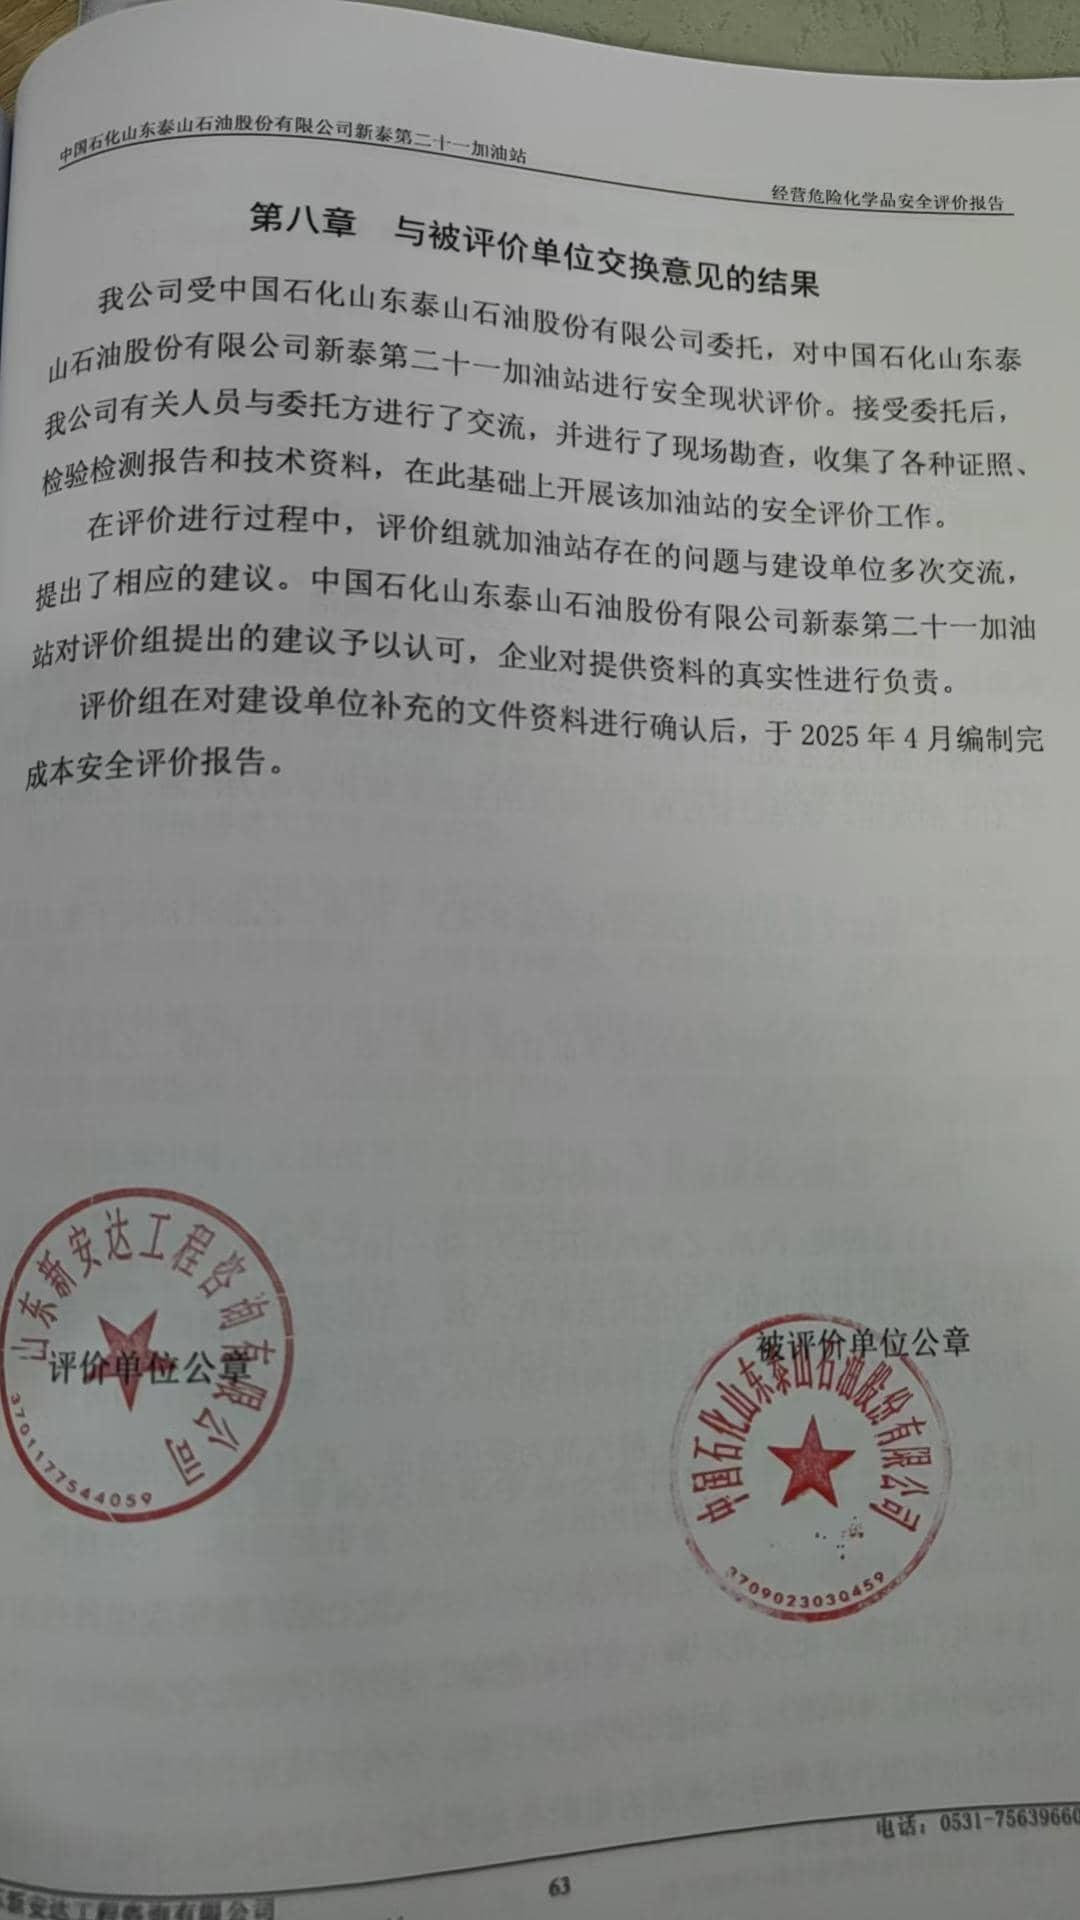 中国石化山东泰山石油股份有限公司新泰第二十一加油站
经营危险化学品安全评价报告
第八章 与被评价单位交换意见的结果
我公司受中国石化山东泰山石油股份有限公司委托，对中国石化山东泰
山石油股份有限公司新泰第二十一加油站进行安全现状评价。接受委托后，
我公司有关人员与委托方进行了交流，并进行了现场勘查，收集了各种证照、
检验检测报告和技术资料，在此基础上开展该加油站的安全评价工作。
在评价进行过程中，评价组就加油站存在的问题与建设单位多次交流，
提出了相应的建议。中国石化山东泰山石油股份有限公司新泰第二十一加油
站对评价组提出的建议予以认可，企业对提供资料的真实性进行负责。
评价组在对建设单位补充的文件资料进行确认后，于 2025 年 4 月编制完
成本安全评价报告。
山东新安达工程咨询有限公司
评价单位公章
3701177544059
被评价单位公章
中国石化山东泰山石油股份有限公司
3709023030459
电话：0531-75639660
63
新安达工程咨询有限公司